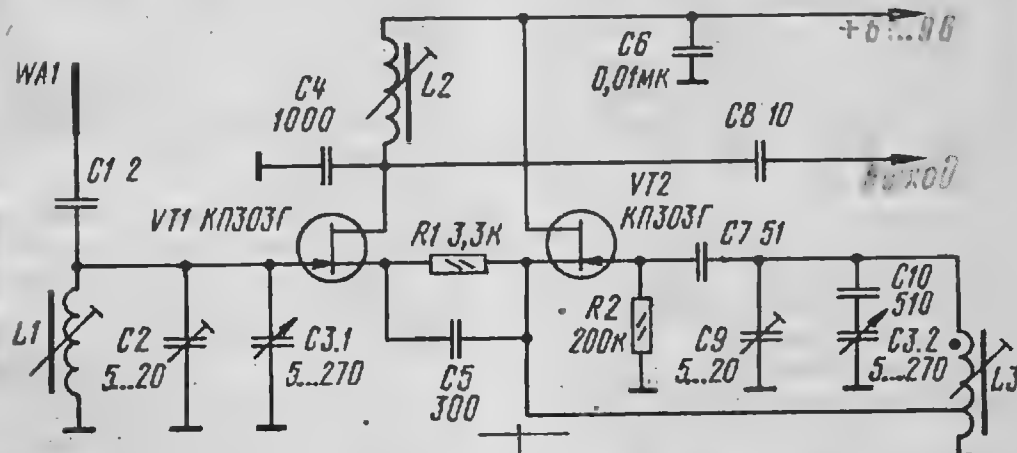 WA1
C1 2
C4
1000
L2
C6
0,01мк
C8 10
VT1 КП303Г
R1 3,3к
VT2
КП303Г
C7 51
L1
C2
5...20
C3.1
5...270
C5
300
R2
200к
C9
5...20
C10
510
C3.2
5...270
L3
Выход